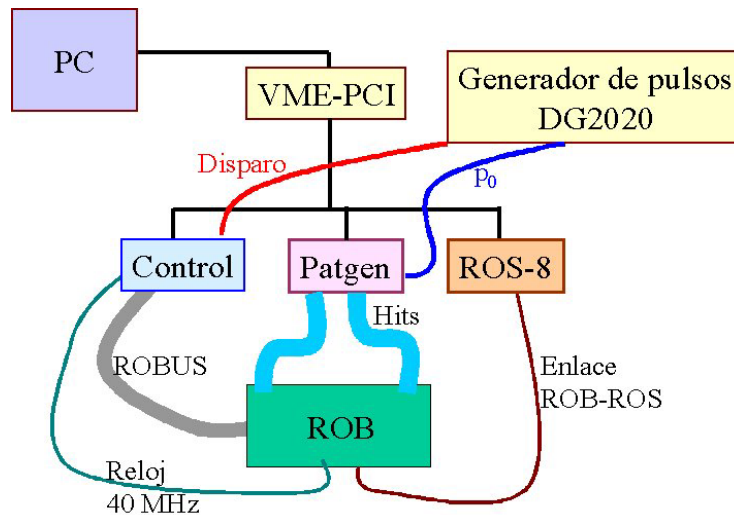 PC
VME-PCI
Generador de pulsos
DG2020
Disparo
p₀
Control
Patgen
ROS-8
Hits
ROBUS
Enlace
ROB-ROS
ROB
Reloj
40 MHz